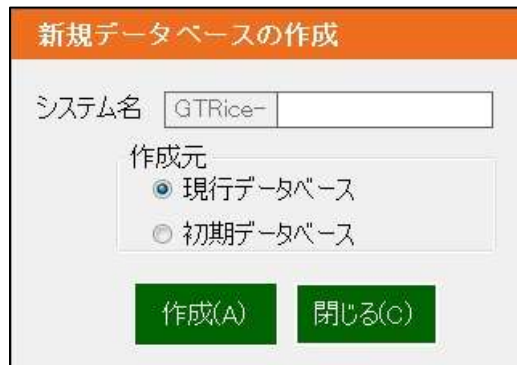 新規データベースの作成
システム名 GTRice-
作成元
現行データベース
初期データベース
作成(A) 閉じる(C)